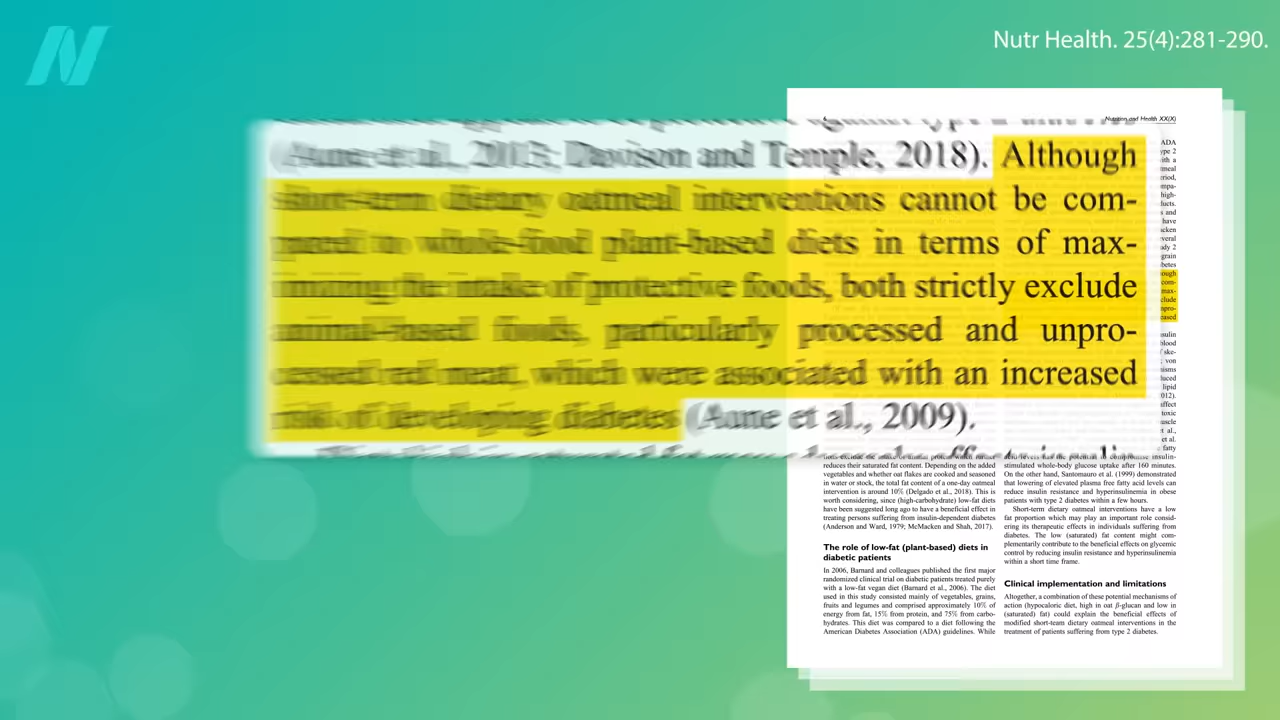 N
Nutr Health. 25(4):281-290.
6
Nutrition and Health XX(X)
(Aune et al., 2013; Davison and Temple, 2018). Although
short-term dietary oatmeal interventions cannot be com-
pared to whole-food plant-based diets in terms of max-
imizing the intake of protective foods, both strictly exclude
animal-based foods, particularly processed and unpro-
cessed red meat, which were associated with an increased
risk of developing diabetes (Aune et al., 2009).
reduces their saturated fat content. Depending on the added
vegetables and whether oat flakes are cooked and seasoned
in water or stock, the total fat content of a one-day oatmeal
intervention is around 10% (Delgado et al., 2018). This is
worth considering, since (high-carbohydrate) low-fat diets
have been suggested long ago to have a beneficial effect in
treating persons suffering from insulin-dependent diabetes
(Anderson and Ward, 1979; McMacken and Shah, 2017).
The role of low-fat (plant-based) diets in
diabetic patients
In 2006, Barnard and colleagues published the first major
randomized clinical trial on diabetic patients treated purely
with a low-fat vegan diet (Barnard et al., 2006). The diet
used in this study consisted mainly of vegetables, grains,
fruits and legumes and comprised approximately 10% of
energy from fat, 15% from protein, and 75% from carbo-
hydrates. This diet was compared to a diet following the
American Diabetes Association (ADA) guidelines. While
stimulated whole-body glucose uptake after 160 minutes.
On the other hand, Santomauro et al. (1999) demonstrated
that lowering of elevated plasma free fatty acid levels can
reduce insulin resistance and hyperinsulinemia in obese
patients with type 2 diabetes within a few hours.
Short-term dietary oatmeal interventions have a low
fat proportion which may play an important role consid-
ering its therapeutic effects in individuals suffering from
diabetes. The low (saturated) fat content might com-
plementarily contribute to the beneficial effects on glycemic
control by reducing insulin resistance and hyperinsulinemia
within a short time frame.
Clinical implementation and limitations
Altogether, a combination of these potential mechanisms of
action (hypocaloric diet, high in oat β-glucan and low in
(saturated) fat) could explain the beneficial effects of
modified short-team dietary oatmeal interventions in the
treatment of patients suffering from type 2 diabetes.